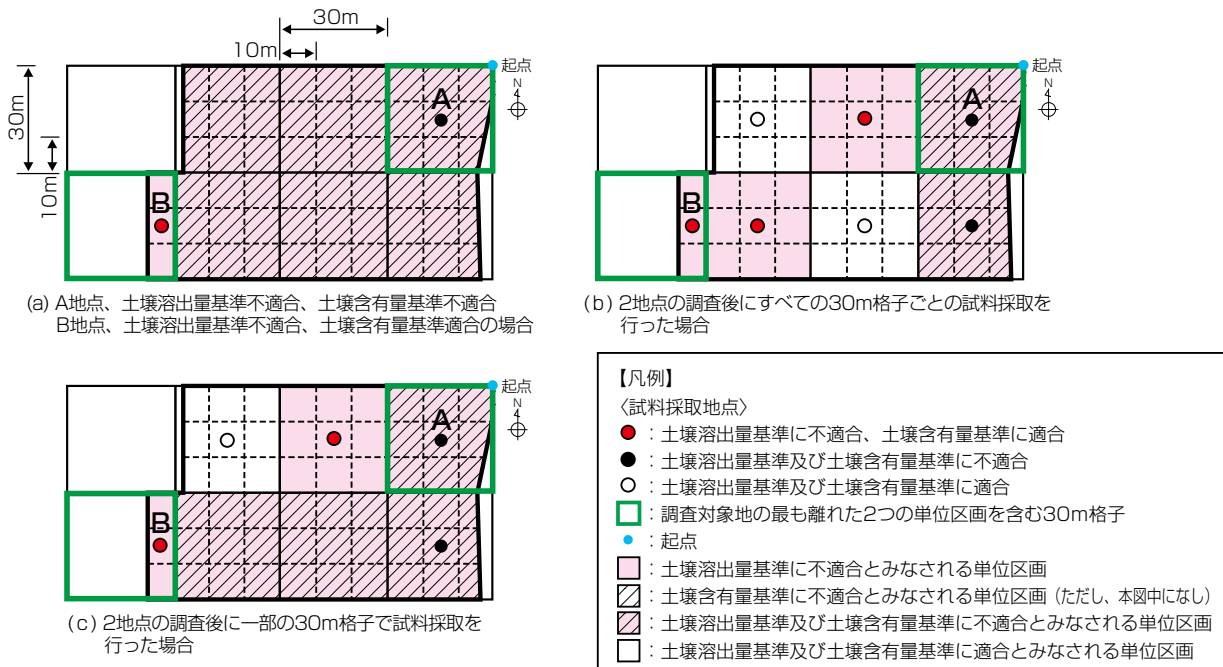 30m
10m
30m
10m
起点
N
A
B
(a) A地点、土壌溶出量基準不適合、土壌含有量基準不適合
B地点、土壌溶出量基準不適合、土壌含有量基準適合の場合
起点
N
A
B
(b) 2地点の調査後にすべての30m格子ごとの試料採取を
行った場合
起点
N
A
B
(c) 2地点の調査後に一部の30m格子で試料採取を
行った場合
【凡例】
〈試料採取地点〉
：土壌溶出量基準に不適合、土壌含有量基準に適合
：土壌溶出量基準及び土壌含有量基準に不適合
：土壌溶出量基準及び土壌含有量基準に適合
：調査対象地の最も離れた2つの単位区画を含む30m格子
：起点
：土壌溶出量基準に不適合とみなされる単位区画
：土壌含有量基準に不適合とみなされる単位区画（ただし、本図中になし）
：土壌溶出量基準及び土壌含有量基準に不適合とみなされる単位区画
：土壌溶出量基準及び土壌含有量基準に適合とみなされる単位区画